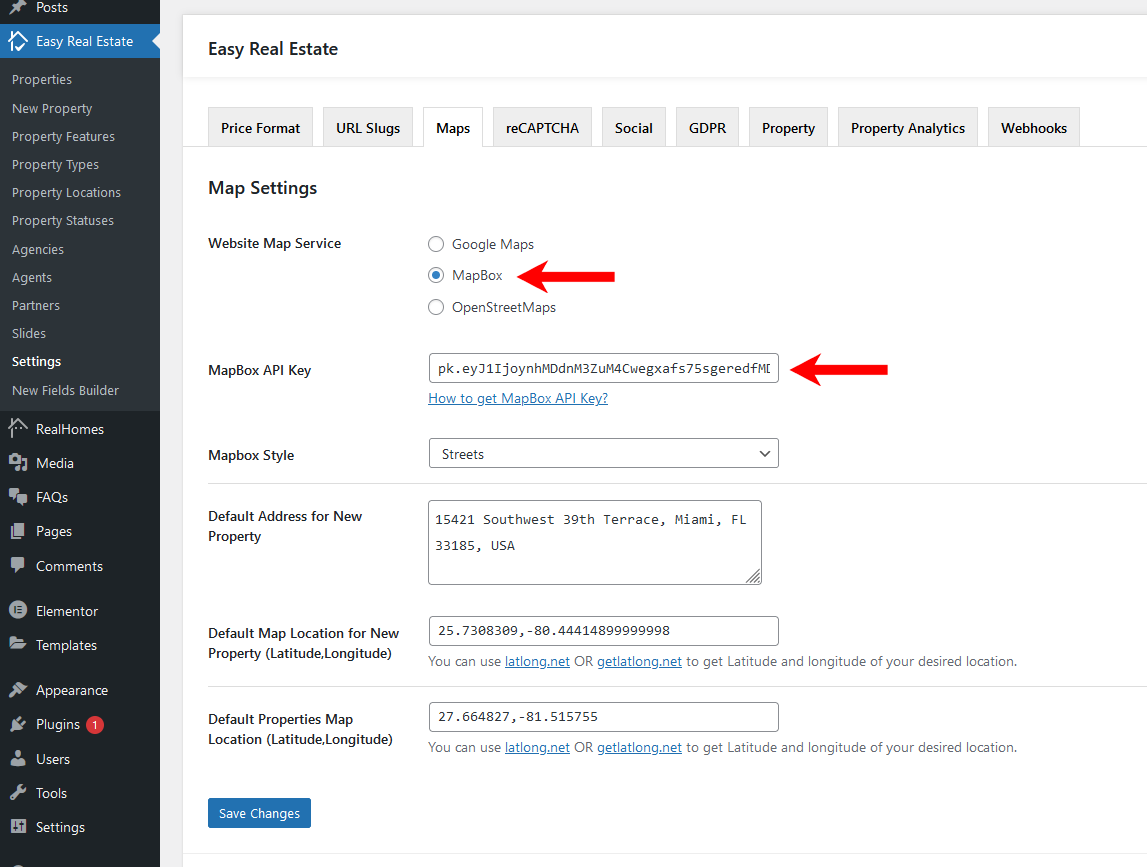 Posts
Easy Real Estate
Properties
New Property
Property Features
Property Types
Property Locations
Property Statuses
Agencies
Agents
Partners
Slides
Settings
New Fields Builder
RealHomes
Media
FAQs
Pages
Comments
Elementor
Templates
Appearance
Plugins 1
Users
Tools
Settings
Easy Real Estate
Price Format URL Slugs Maps reCAPTCHA Social GDPR Property Property Analytics Webhooks
Map Settings
Website Map Service
Google Maps
MapBox
OpenStreetMaps
MapBox API Key
pk.eyJ1IjoynhMDdnM3ZuM4Cwegxafs75sgeredfMD
How to get MapBox API Key?
Mapbox Style
Streets
Default Address for New
Property
15421 Southwest 39th Terrace, Miami, FL
33185, USA
Default Map Location for New
Property (Latitude,Longitude)
25.7308309,-80.44414899999998
You can use latlong.net OR getlatlong.net to get Latitude and longitude of your desired location.
Default Properties Map
Location (Latitude,Longitude)
27.664827,-81.515755
You can use latlong.net OR getlatlong.net to get Latitude and longitude of your desired location.
Save Changes